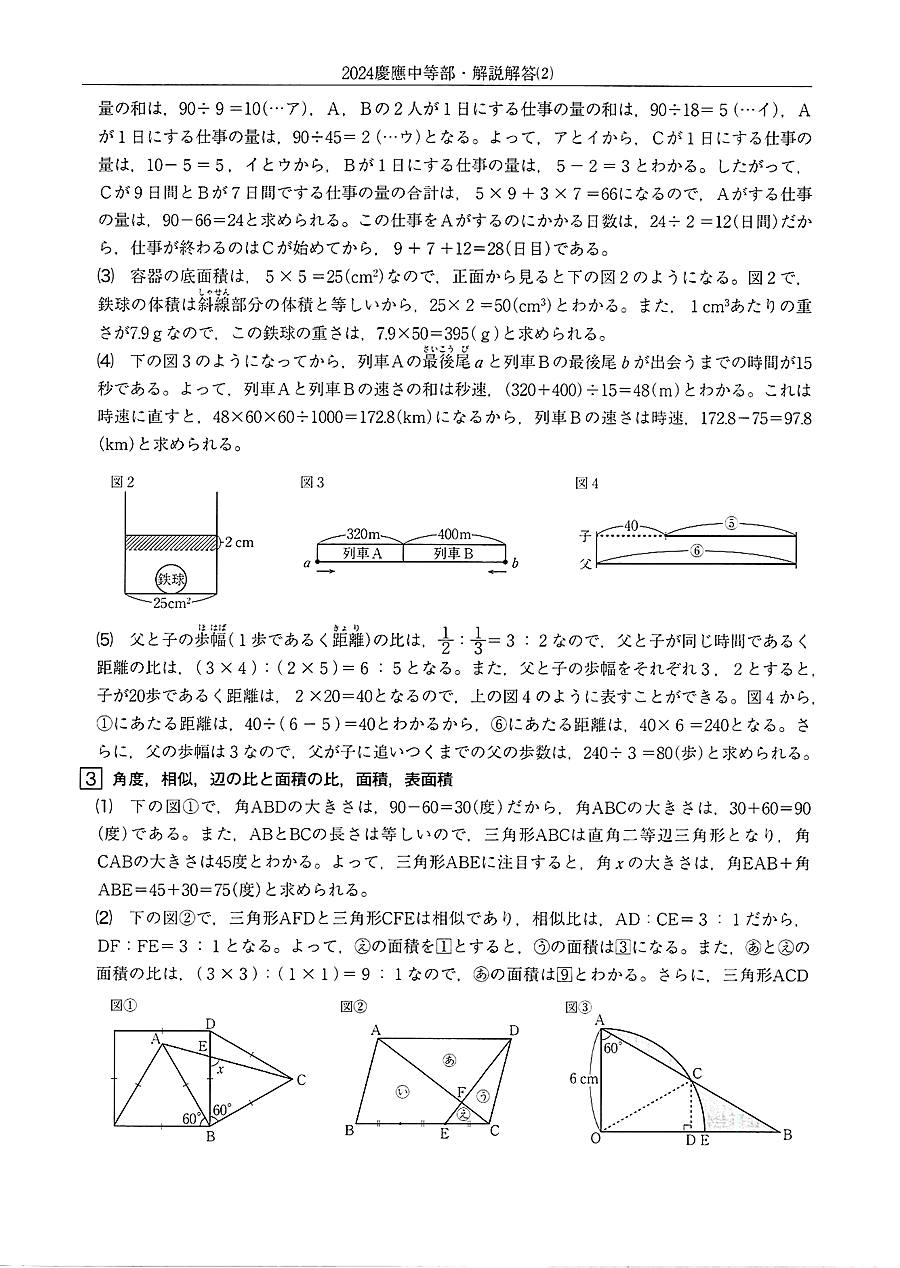 2024慶應中等部・解説解答⑵
量の和は，90÷9＝10(…ア)，A，Bの2人が1日にする仕事の量の和は，90÷18＝5(…イ)，A
が1日にする仕事の量は，90÷45＝2(…ウ)となる。よって，アとイから，Cが1日にする仕事の
量は，10－5＝5，イとウから，Bが1日にする仕事の量は，5－2＝3とわかる。したがって，
Cが9日間とBが7日間でする仕事の量の合計は，5×9＋3×7＝66になるので，Aがする仕事
の量は，90－66＝24と求められる。この仕事をAがするのにかかる日数は，24÷2＝12(日間)だか
ら，仕事が終わるのはCが始めてから，9＋7＋12＝28(日目)である。
⑶ 容器の底面積は，5×5＝25(cm²)なので，正面から見ると下の図2のようになる。図2で，
しゃせん
鉄球の体積は斜線部分の体積と等しいから，25×2＝50(cm³)とわかる。また，1cm³あたりの重
さが7.9gなので，この鉄球の重さは，7.9×50＝395(g)と求められる。
さいこう び
⑷ 下の図3のようになってから，列車Aの最後尾aと列車Bの最後尾bが出会うまでの時間が15
秒である。よって，列車Aと列車Bの速さの和は秒速，(320＋400)÷15＝48(m)とわかる。これは
時速に直すと，48×60×60÷1000＝172.8(km)になるから，列車Bの速さは時速，172.8－75＝97.8
(km)と求められる。
図2
2cm
鉄球
25cm²
図3
320m 400m
列車A 列車B
a b
図4
40 ⑤
子
⑥
父
ほはば きょり
⑸ 父と子の歩幅(1歩であるく距離)の比は，1/2：1/3＝3：2なので，父と子が同じ時間であるく
距離の比は，(3×4)：(2×5)＝6：5となる。また，父と子の歩幅をそれぞれ3，2とすると，
子が20歩であるく距離は，2×20＝40となるので，上の図4のように表すことができる。図4から，
①にあたる距離は，40÷(6－5)＝40とわかるから，⑥にあたる距離は，40×6＝240となる。さ
らに，父の歩幅は3なので，父が子に追いつくまでの父の歩数は，240÷3＝80(歩)と求められる。
3 角度，相似，辺の比と面積の比，面積，表面積
⑴ 下の図①で，角ABDの大きさは，90－60＝30(度)だから，角ABCの大きさは，30＋60＝90
(度)である。また，ABとBCの長さは等しいので，三角形ABCは直角二等辺三角形となり，角
CABの大きさは45度とわかる。よって，三角形ABEに注目すると，角xの大きさは，角EAB＋角
ABE＝45＋30＝75(度)と求められる。
⑵ 下の図②で，三角形AFDと三角形CFEは相似であり，相似比は，AD：CE＝3：1だから，
DF：FE＝3：1となる。よって，㋓の面積を1とすると，㋒の面積は3になる。また，あとえの
面積の比は，(3×3)：(1×1)＝9：1なので，あの面積は9とわかる。さらに，三角形ACD
図①
D
A
E
x
C
60° 60°
B
図②
A D
あ
い F う
え
B E C
図③
A
60°
6cm
C
O D E B